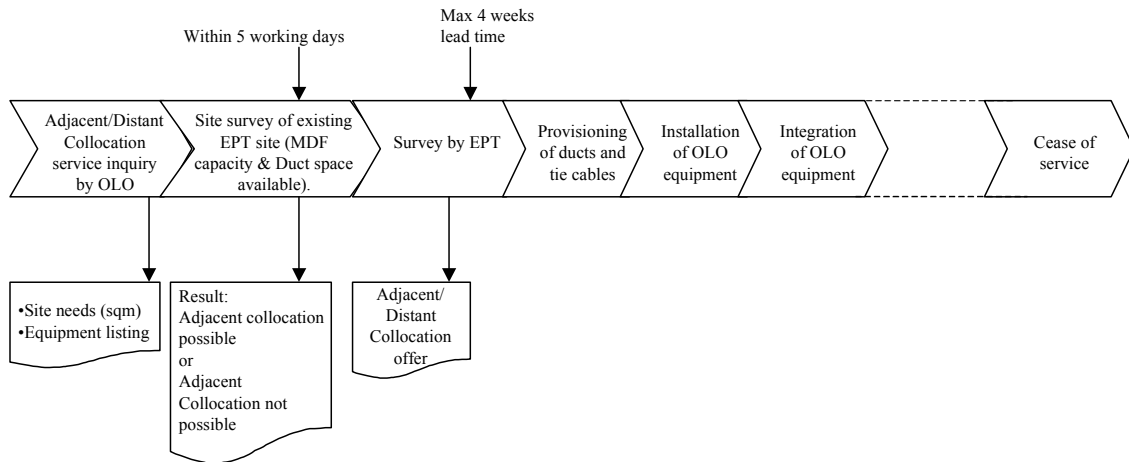 Within 5 working days
Max 4 weeks
lead time
Adjacent/Distant
Collocation
service inquiry
by OLO
Site survey of existing
EPT site (MDF
capacity & Duct space
available).
Survey by EPT
Provisioning
of ducts and
tie cables
Installation
of OLO
equipment
Integration
of OLO
equipment
Cease of
service
•Site needs (sqm)
•Equipment listing
Result:
Adjacent collocation
possible
or
Adjacent
Collocation not
possible
Adjacent/
Distant
Collocation
offer